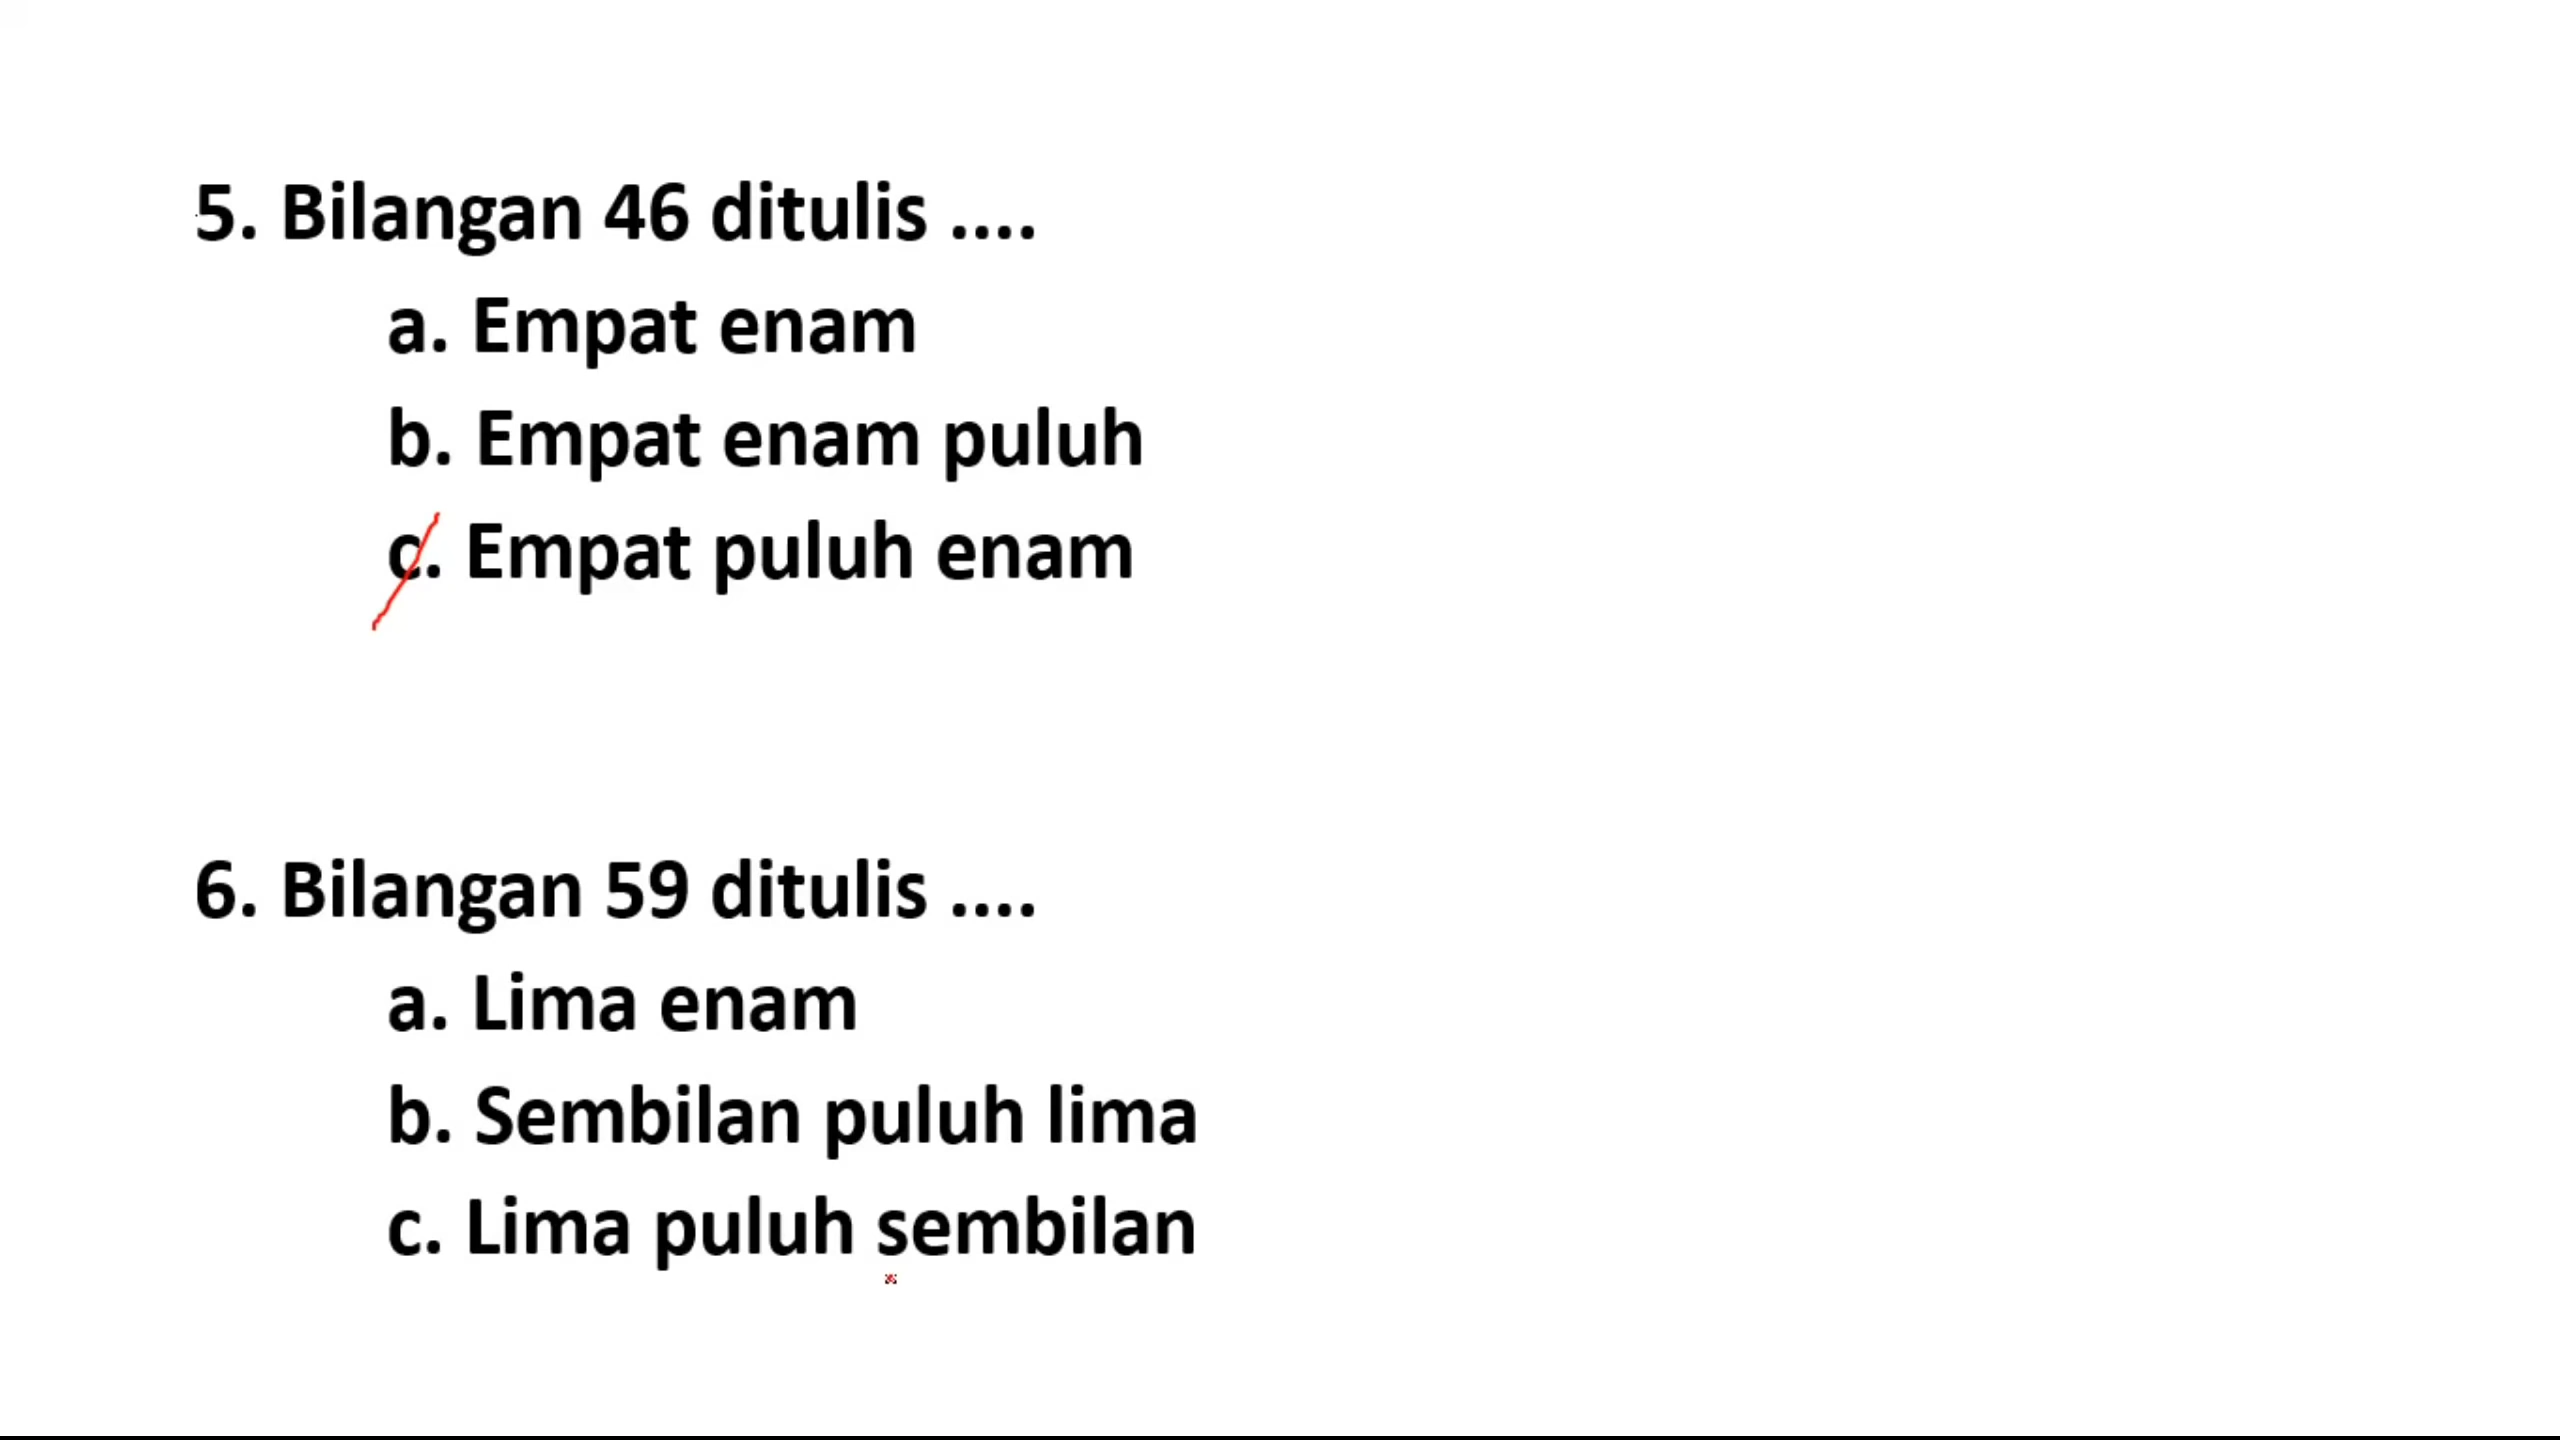 5. Bilangan 46 ditulis ....
a. Empat enam
b. Empat enam puluh
c. Empat puluh enam
6. Bilangan 59 ditulis ....
a. Lima enam
b. Sembilan puluh lima
c. Lima puluh sembilan